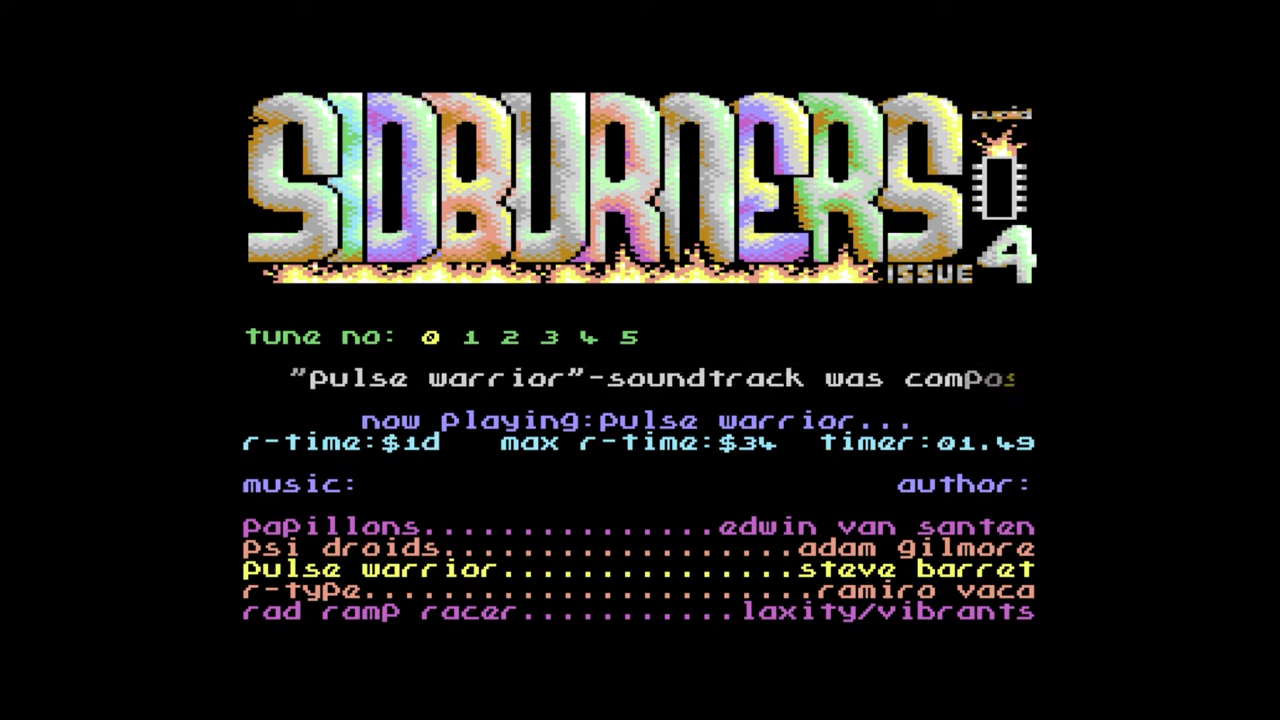 SIDBURNERS
cupid
ISSUE 4
tune no: 0 1 2 3 4 5
"pulse warrior"-soundtrack was compos
now playing:pulse warrior...
r-time:$1d max r-time:$34 timer:01.49
music: author:
papillons...............edwin van santen
psi droids..................adam gilmore
pulse warrior...............steve barret
r-type.......................ramiro vaca
rad ramp racer...........laxity/vibrants